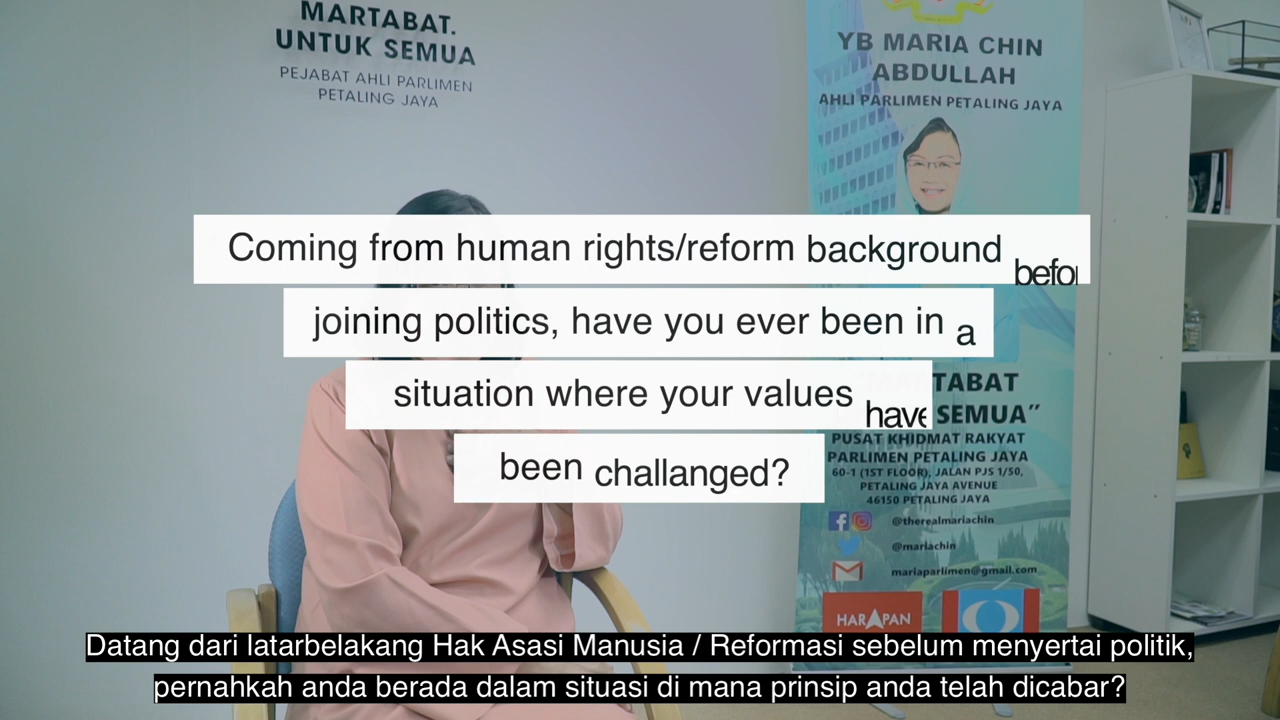 MARTABAT.
UNTUK SEMUA
PEJABAT AHLI PARLIMEN
PETALING JAYA
YB MARIA CHIN
ABDULLAH
AHLI PARLIMEN PETALING JAYA
Coming from human rights/reform background
joining politics, have you ever been in a
situation where your values have
been challanged?
TABAT
SEMUA”
PUSAT KHIDMAT RAKYAT
PARLIMEN PETALING JAYA
60-1 (1ST FLOOR), JALAN PJS 1/50,
PETALING JAYA AVENUE
46150 PETALING JAYA
@therealmariachin
@mariachin
mariaparlimen@gmail.com
HARAPAN
Datang dari latarbelakang Hak Asasi Manusia / Reformasi sebelum menyertai politik,
pernahkah anda berada dalam situasi di mana prinsip anda telah dicabar?